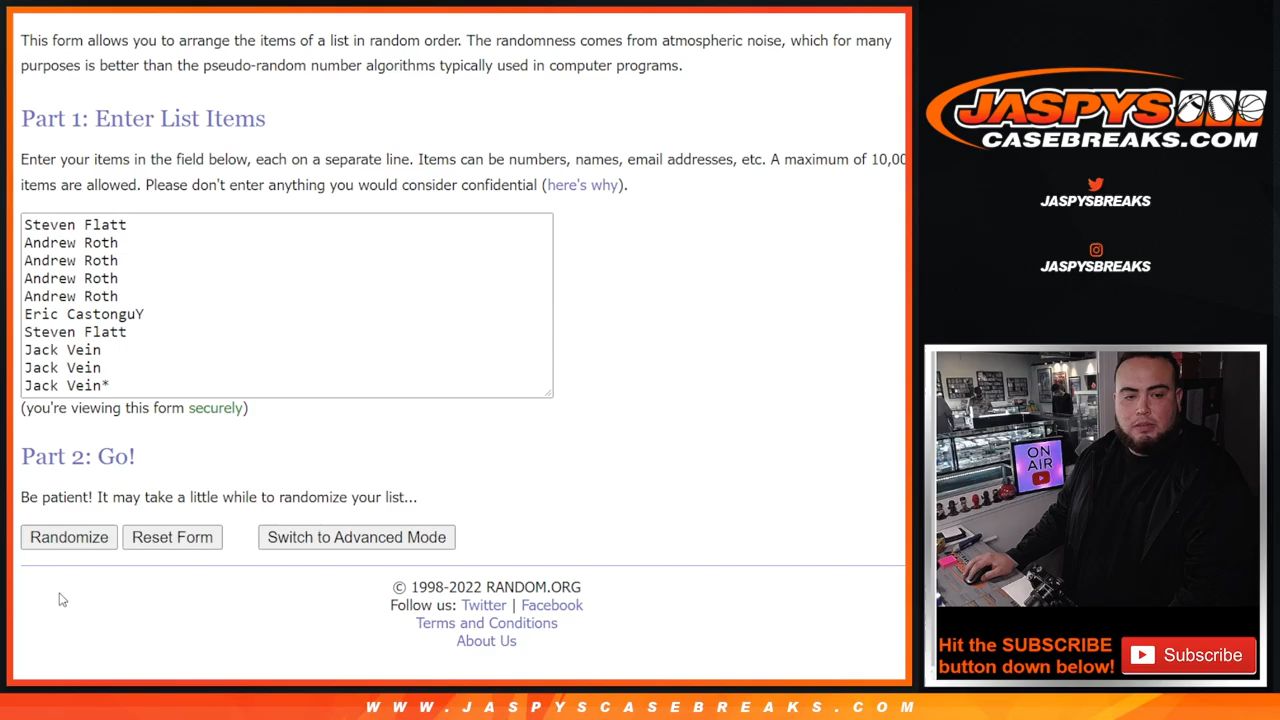 This form allows you to arrange the items of a list in random order. The randomness comes from atmospheric noise, which for many
purposes is better than the pseudo-random number algorithms typically used in computer programs.
Part 1: Enter List Items
Enter your items in the field below, each on a separate line. Items can be numbers, names, email addresses, etc. A maximum of 10,00
items are allowed. Please don't enter anything you would consider confidential (here's why).
Steven Flatt
Andrew Roth
Andrew Roth
Andrew Roth
Andrew Roth
Eric CastonguY
Steven Flatt
Jack Vein
Jack Vein
Jack Vein*
(you're viewing this form securely)
Part 2: Go!
Be patient! It may take a little while to randomize your list...
Randomize
Reset Form
Switch to Advanced Mode
© 1998-2022 RANDOM.ORG
Follow us: Twitter | Facebook
Terms and Conditions
About Us
JASPYS
CASEBREAKS.COM
JASPYSBREAKS
JASPYSBREAKS
ON
AIR
Hit the SUBSCRIBE
button down below!
Subscribe
WWW.JASPYSCASEBREAKS.COM